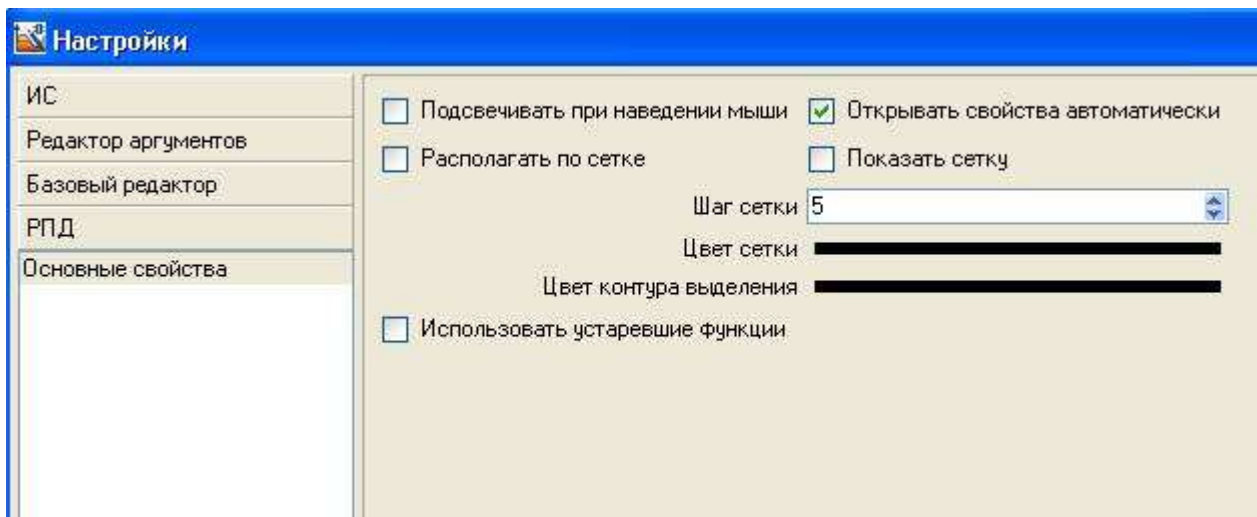 Настройки
ИС
Редактор аргументов
Базовый редактор
РПД
Основные свойства
Подсвечивать при наведении мыши
Открывать свойства автоматически
Располагать по сетке
Показать сетку
Шаг сетки 5
Цвет сетки
Цвет контура выделения
Использовать устаревшие функции